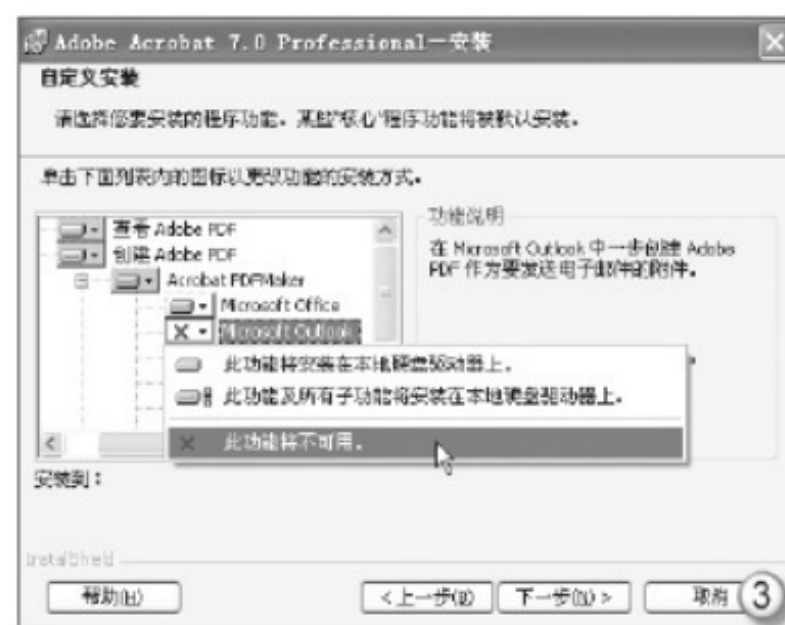 Adobe Acrobat 7.0 Professional—安装
自定义安装
请选择您要安装的程序功能。某些“核心”程序功能将被默认安装。
单击下面列表内的图标以更改功能的安装方式。
查看 Adobe PDF
创建 Adobe PDF
Acrobat PDFMaker
Microsoft Office
Microsoft Outlook
功能说明
在 Microsoft Outlook 中一步创建 Adobe
PDF 作为要发送电子邮件的附件。
此功能将安装在本地硬盘驱动器上。
此功能及所有子功能将安装在本地硬盘驱动器上。
此功能将不可用。
安装到：
InstallShield
帮助(H)
<上一步(B)
下一步(N)>
取消
3